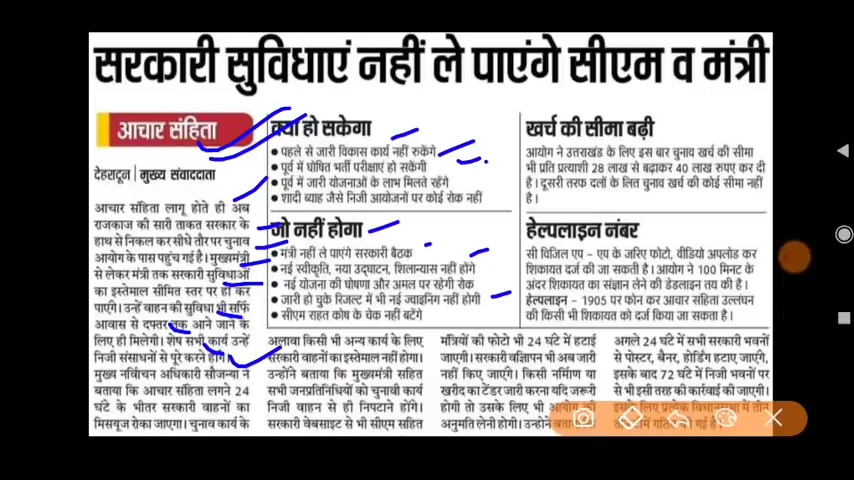 सरकारी सुविधाएं नहीं ले पाएंगे सीएम व मंत्री
आचार संहिता
देहरादून | मुख्य संवाददाता
आचार संहिता लागू होते ही अब
राजकाज की सारी ताकत सरकार के
हाथ से निकल कर सीधे तौर पर चुनाव
आयोग के पास पहुंच गई है। मुख्यमंत्री
से लेकर मंत्री तक सरकारी सुविधाओं
का इस्तेमाल सीमित स्तर पर ही कर
पाएंगे। उन्हें वाहन की सुविधा भी सिर्फ
आवास से दफ्तर तक आने जाने के
लिए ही मिलेगी। शेष सभी कार्य उन्हें
निजी संसाधनों से पूरे करने होंगे।
मुख्य नर्विाचन अधिकारी सौजन्या ने
बताया कि आचार संहिता लगने 24
घंटे के भीतर सरकारी वाहनों का
मिसयूज रोका जाएगा। चुनाव कार्य के
क्या हो सकेगा
• पहले से जारी विकास कार्य नहीं रुकेंगे
• पूर्व में घोषित भर्ती परीक्षाएं हो सकेंगी
• पूर्व में जारी योजनाओं के लाभ मिलते रहेंगे
• शादी ब्याह जैसे निजी आयोजनों पर कोई रोक नहीं
जो नहीं होगा
• मंत्री नहीं ले पाएंगे सरकारी बैठक
• नई स्वीकृति, नया उद्घाटन, शिलान्यास नहीं होंगे
• नई योजना की घोषणा और अमल पर रहेगी रोक
• जारी हो चुके रिजल्ट में भी नई ज्वाइनिंग नहीं होगी
• सीएम राहत कोष के चेक नहीं बटेंगे
खर्च की सीमा बढ़ी
आयोग ने उत्तराखंड के लिए इस बार चुनाव खर्च की सीमा
भी प्रति प्रत्याशी 28 लाख से बढ़ाकर 40 लाख रुपए कर दी
है। दूसरी तरफ दलों के लित चुनाव खर्च की कोई सीमा नहीं
है।
हेल्पलाइन नंबर
सी विजिल एप - एप के जरिए फोटो, वीडियो अपलोड कर
शिकायत दर्ज की जा सकती है। आयोग ने 100 मिनट के
अंदर शिकायत का संज्ञान लेने की डेडलाइन तय की है।
हेल्पलाइन - 1905 पर फोन कर आचार संहिता उल्लंघन
की किसी भी शिकायत को दर्ज किया जा सकता है।
अलावा किसी भी अन्य कार्य के लिए
सरकारी वाहनों का इस्तेमाल नहीं होगा।
उन्होंने बताया कि मुख्यमंत्री सहित
सभी जनप्रतिनिधियों को चुनावी कार्य
निजी वाहन से ही निपटाने होंगे।
सरकारी वेबसाइट से भी सीएम सहित
मंत्रियों की फोटो भी 24 घंटे में हटाई
जाएगी। सरकारी वज्ञिापन भी अब जारी
नहीं किए जाएंगे। किसी निर्माण या
खरीद का टेंडर जारी करना यदि जरूरी
होगी तो उसके लिए भी आयोग की
अनुमति लेनी होगी। उन्होंने
अगले 24 घंटे में सभी सरकारी भवनों
से पोस्टर, बैनर, होर्डिंग हटाए जाएंगे,
इसके बाद 72 घंटे में निजी भवनों पर
से भी इसी तरह की कार्रवाई की जाएगी।
इसके लिए प्रत्येक विधानसभा में तीन